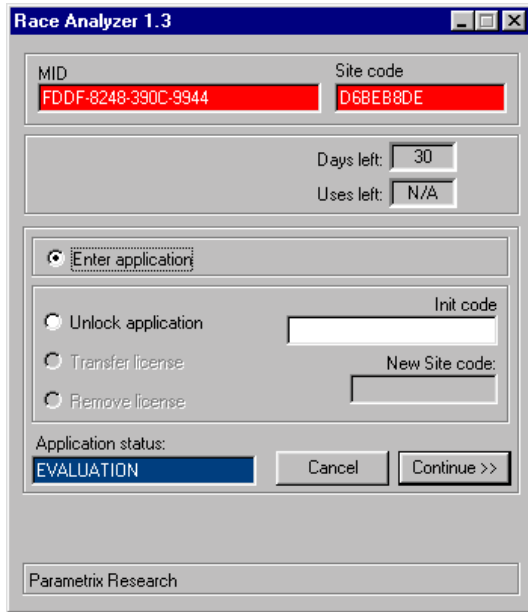 Race Analyzer 1.3
MID
Site code
FDDF-8248-390C-9944
D6BEB8DE
Days left: 30
Uses left: N/A
Enter application
Init code
Unlock application
Transfer license
New Site code:
Remove license
Application status:
EVALUATION
Cancel
Continue >>
Parametrix Research